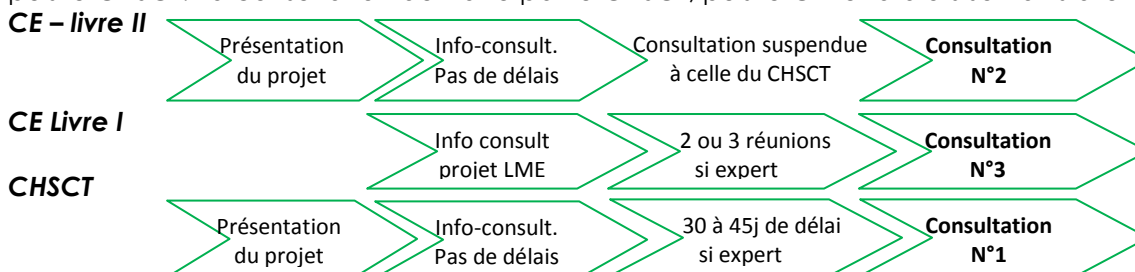 CE – livre II
Présentation
du projet
Info-consult.
Pas de délais
Consultation suspendue
à celle du CHSCT
Consultation
N°2
CE Livre I
Info consult
projet LME
2 ou 3 réunions
si expert
Consultation
N°3
CHSCT
Présentation
du projet
Info-consult.
Pas de délais
30 à 45j de délai
si expert
Consultation
N°1